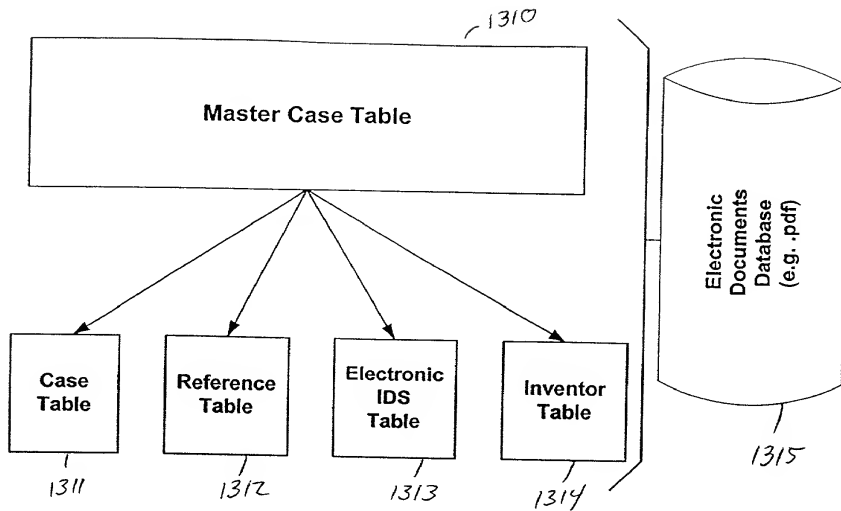 1310
Master Case Table
Electronic
Documents
Database
(e.g. .pdf)
Case
Table
Reference
Table
Electronic
IDS
Table
Inventor
Table
1311
1312
1313
1314
1315